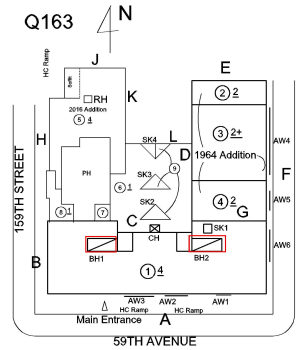 Q163
N
J
E
HC Ramp
Solfit
RH
2016 Addition
5 4
K
2 2
H
SK4
L
3 2+
AW4
D
9
1964 Addition
PH
SK3
F
159TH STREET
6 1
SK2
4 2
AW5
8 1
7
C
G
SK1
B
CH
AW6
BH1
BH2
1 4
AW3
AW2
AW1
HC Ramp
HC Ramp
Main Entrance
A
59TH AVENUE